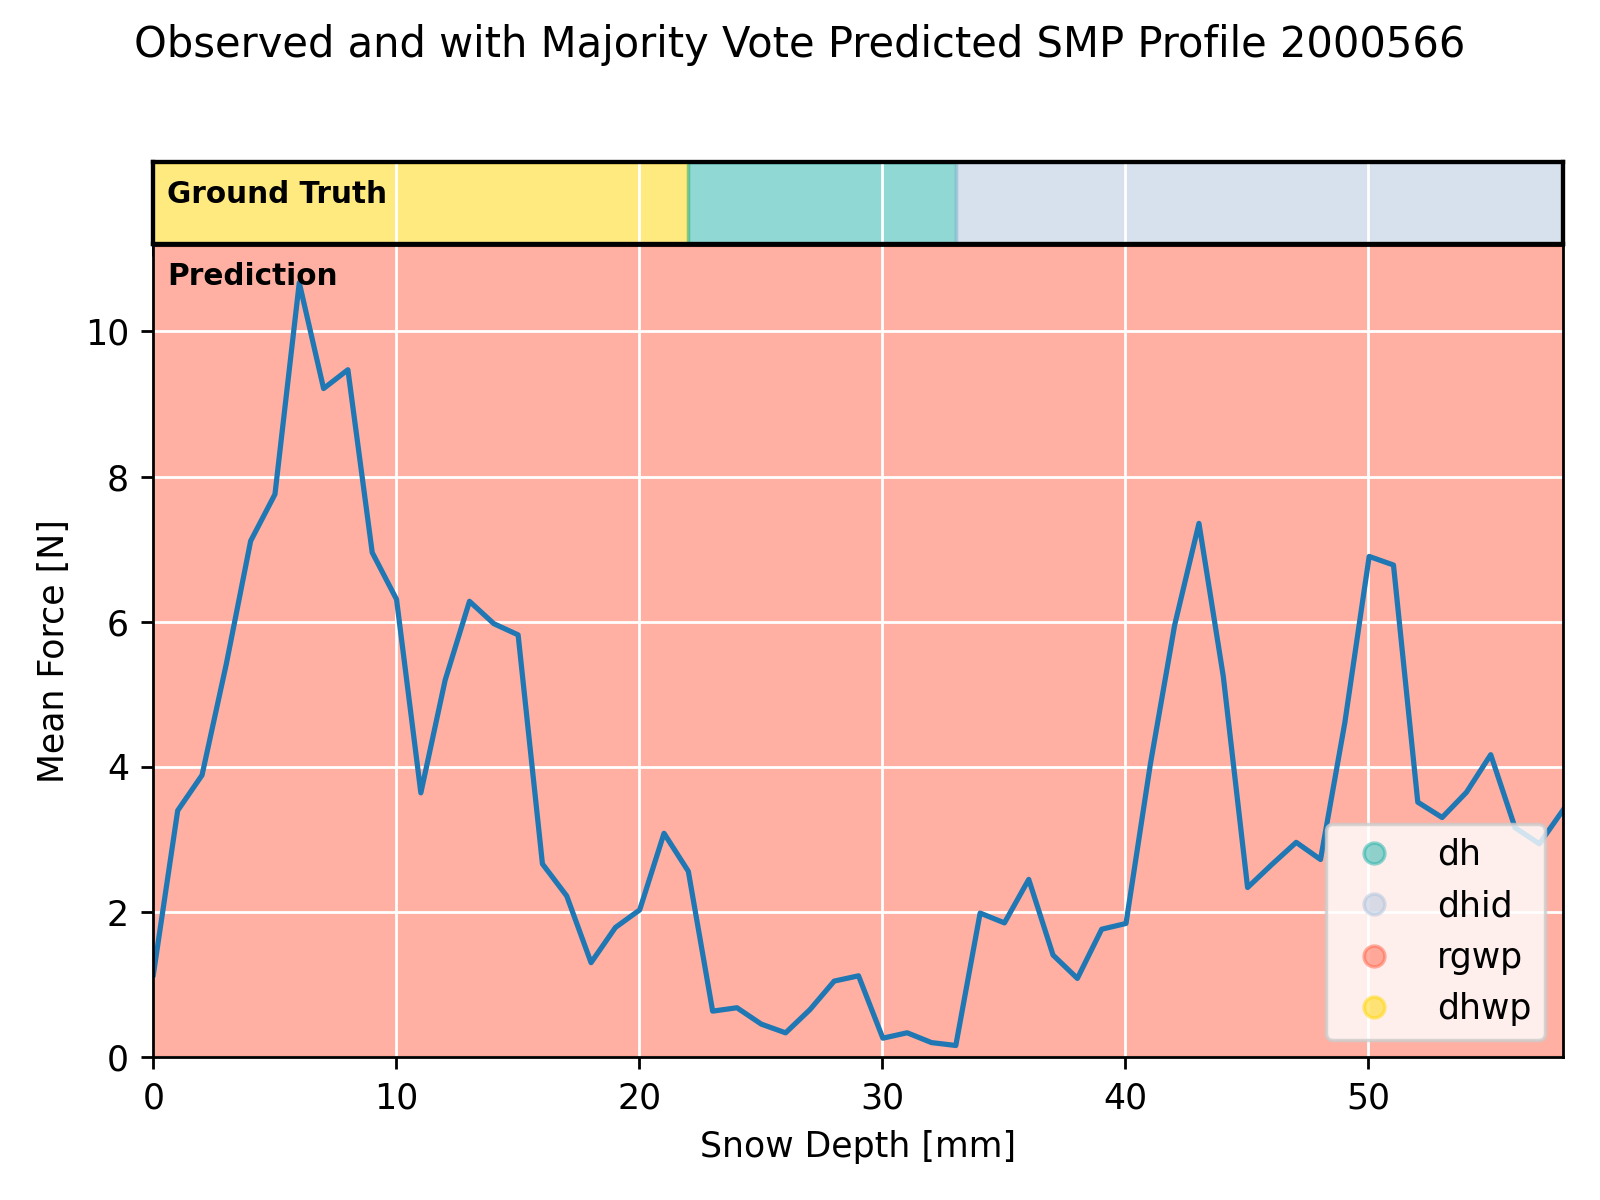 Observed and with Majority Vote Predicted SMP Profile 2000566
Ground Truth
Prediction
10
8
6
4
2
0
Mean Force [N]
dh
dhid
rgwp
dhwp
0 10 20 30 40 50
Snow Depth [mm]